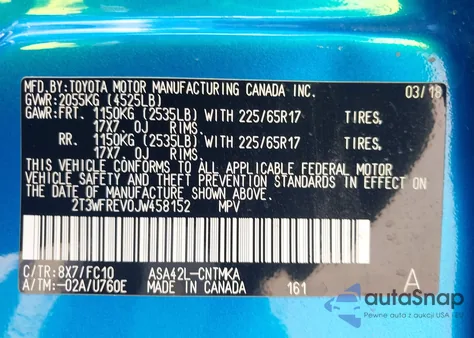 MFD.BY:TOYOTA MOTOR MANUFACTURING CANADA INC. 03/18
GVWR:2055KG (4525LB)
GAWR:FRT. 1150KG (2535LB) WITH 225/65R17 TIRES,
17X7.0J RIMS.
RR. 1150KG (2535LB) WITH 225/65R17 TIRES,
17X7.0J RIMS.
THIS VEHICLE CONFORMS TO ALL APPLICABLE FEDERAL MOTOR
VEHICLE SAFETY AND THEFT PREVENTION STANDARDS IN EFFECT ON
THE DATE OF MANUFACTURE SHOWN ABOVE.
2T3WFREV0JW458152 MPV
C/TR:8X7/FC10 ASA42L-CNTMKA A
A/TM:-02A/U760E MADE IN CANADA 161
autaSnap
Pewne auta z aukcji USA